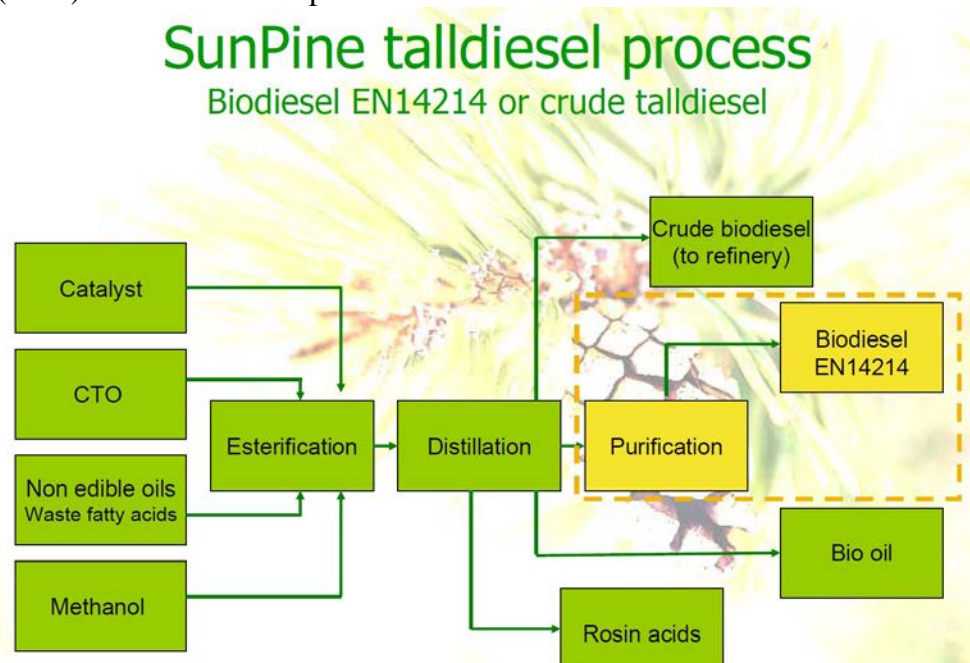 SunPine talldiesel process
Biodiesel EN14214 or crude talldiesel
Crude biodiesel
(to refinery)
Catalyst
Biodiesel
EN14214
CTO
Esterification
Distillation
Purification
Non edible oils
Waste fatty acids
Bio oil
Methanol
Rosin acids